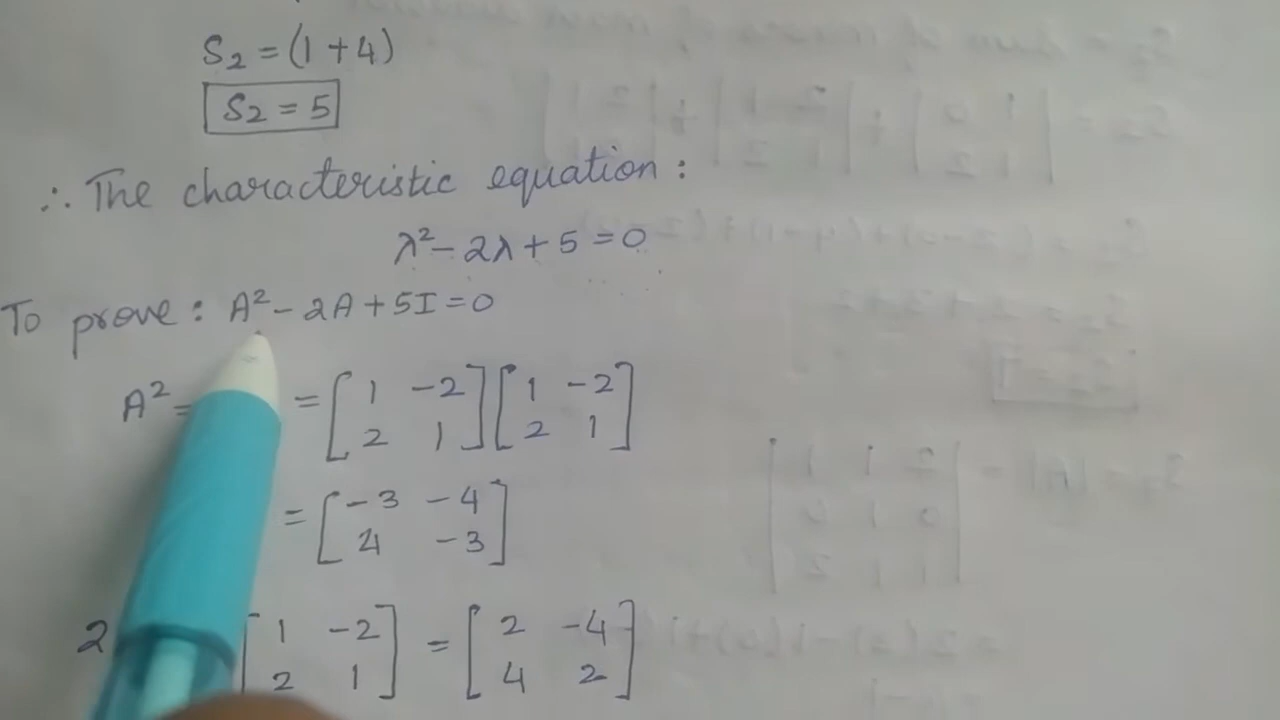 S₂ = (1 + 4)
S₂ = 5
∴ The characteristic equation :
λ² - 2λ + 5 = 0
To prove : A² - 2A + 5I = 0
A² = = [1 -2; 2 1] [1 -2; 2 1]
= [-3 -4; 4 -3]
2 [1 -2; 2 1] = [2 -4; 4 2]